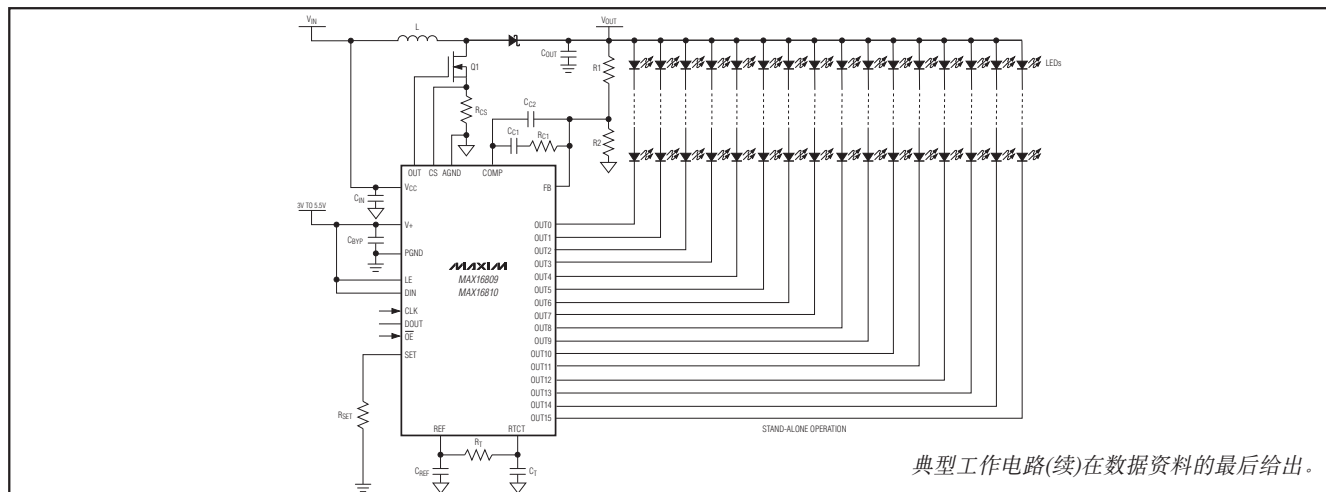 VIN
L
VOUT
Q1
COUT
R1
LEDs
RCS
CC2
CC1
RC1
R2
OUT
CS
AGND
COMP
FB
VCC
CIN
3V TO 5.5V
V+
CBYP
PGND
LE
DIN
CLK
DOUT
OE
SET
MAXIM
MAX16809
MAX16810
OUT0
OUT1
OUT2
OUT3
OUT4
OUT5
OUT6
OUT7
OUT8
OUT9
OUT10
OUT11
OUT12
OUT13
OUT14
OUT15
RSET
REF
RTCT
RT
CREF
CT
STAND-ALONE OPERATION
典型工作电路(续)在数据资料的最后给出。